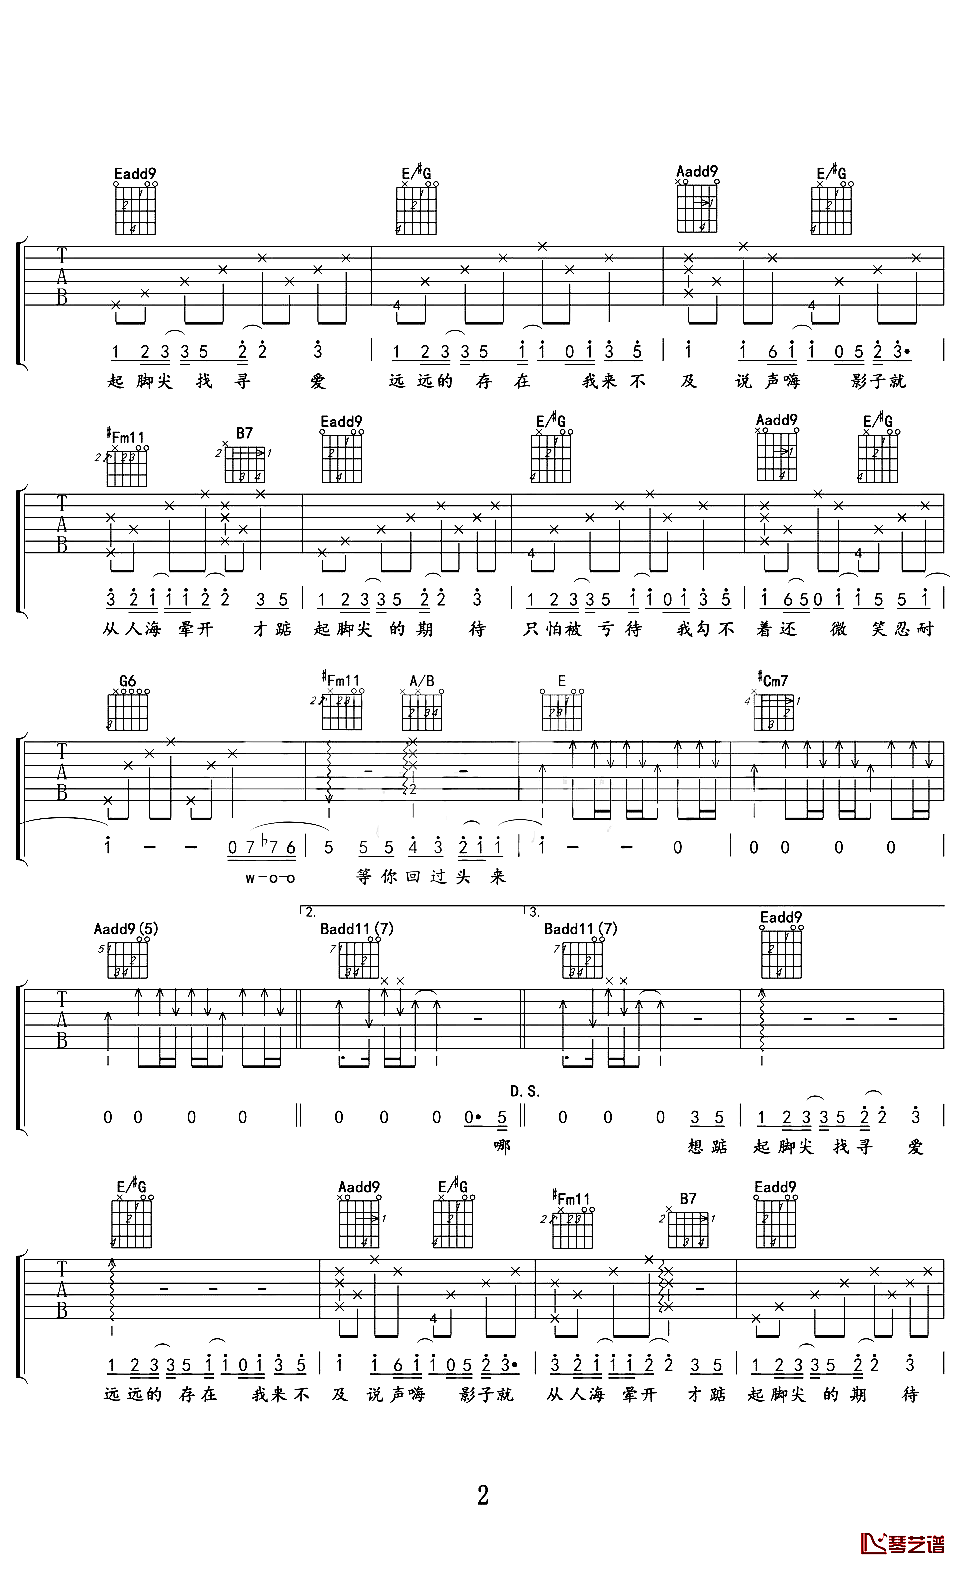 Eadd9 E/#G Aadd9 E/#G
T A B
4 4
1 2 3 3 5 2 2 3 | 1 2 3 3 5 1 1 0 1 3 5 | 1 1 6 1 1 0 5 2 3•
起 脚 尖 找 寻 爱 远 远 的 存 在 我 来 不 及 说 声 嗨 影 子 就
#Fm11 B7 Eadd9 E/#G Aadd9 E/#G
T A B
4 4
3 2 1 1 1 2 2 3 5 | 1 2 3 3 5 2 2 3 | 1 2 3 3 5 1 1 0 1 3 5 | 1 6 5 0 1 1 5 5 1
从 人 海 晕 开 才 踮 起 脚 尖 的 期 待 只 怕 被 亏 待 我 勾 不 着 还 微 笑 忍 耐
G6 #Fm11 A/B E #Cm7
T A B
2
1 – – 0 7 b7 7 6 | 5 5 5 4 3 2 1 1 | 1 – – 0 | 0 0 0 0
w-o-o 等 你 回 过 头 来
2. 3.
Aadd9(5) Badd11(7) Badd11(7) Eadd9
T A B
D.S.
0 0 0 0 || 0 0 0 0• 5 || 0 0 0 3 5 | 1 2 3 3 5 2 2 3
哪 想 踮 起 脚 尖 找 寻 爱
E/#G Aadd9 E/#G #Fm11 B7 Eadd9
T A B
4
1 2 3 3 5 1 1 0 1 3 5 | 1 1 6 1 1 0 5 2 3• | 3 2 1 1 1 2 2 3 5 | 1 2 3 3 5 2 2 3
远 远 的 存 在 我 来 不 及 说 声 嗨 影 子 就 从 人 海 晕 开 才 踮 起 脚 尖 的 期 待
2
琴艺谱